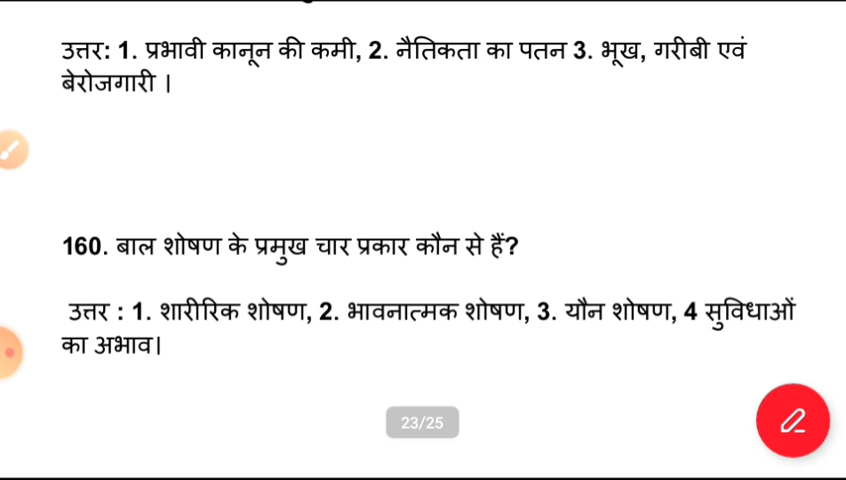 उत्तर: 1. प्रभावी कानून की कमी, 2. नैतिकता का पतन 3. भूख, गरीबी एवं
बेरोजगारी |
160. बाल शोषण के प्रमुख चार प्रकार कौन से हैं?
उत्तर : 1. शारीरिक शोषण, 2. भावनात्मक शोषण, 3. यौन शोषण, 4 सुविधाओं
का अभाव|
23/25